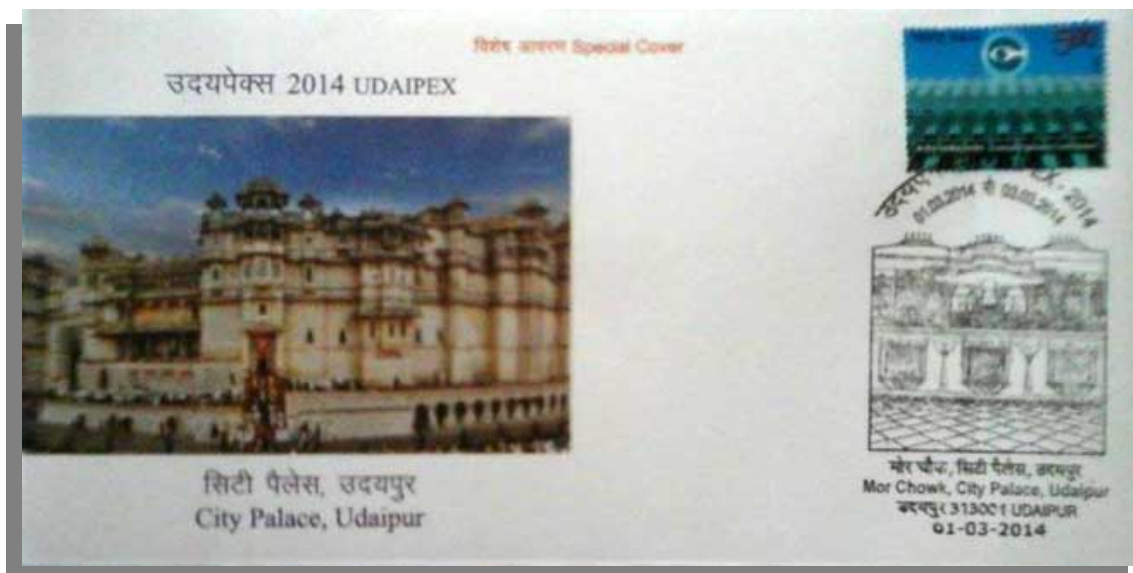 विशेष आवरण Special Cover
उदयपेक्स 2014 UDAIPEX
सिटी पैलेस, उदयपुर
City Palace, Udaipur
500
01.03.2014 से 03.03.2014
मोर चौक, सिटी पैलेस, उदयपुर
Mor Chowk, City Palace, Udaipur
उदयपुर 313001 UDAIPUR
01-03-2014